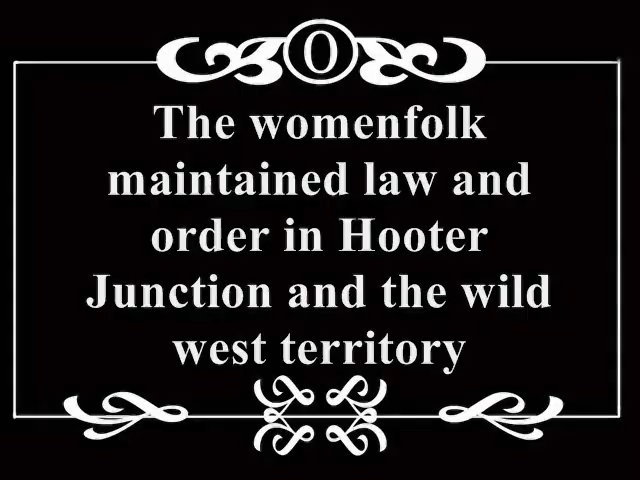 O
The womenfolk
maintained law and
order in Hooter
Junction and the wild
west territory